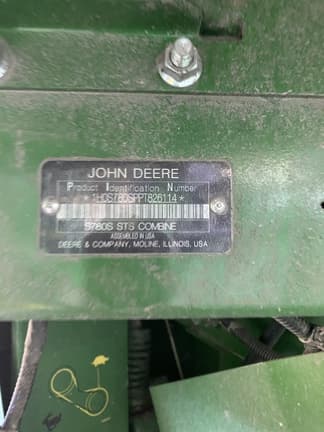 JOHN DEERE
Product Identification Number
*1H0S780SPPT826114*
S780S STS COMBINE
ASSEMBLED IN USA
DEERE & COMPANY, MOLINE, ILLINOIS, USA